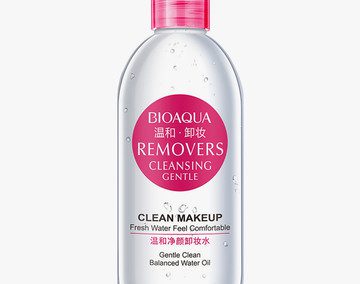 BIOAQUA
温和·卸妆
REMOVERS
CLEANSING
GENTLE
CLEAN MAKEUP
Fresh Water Feel Comfortable
温和净颜卸妆水
Gentle Clean
Balanced Water Oil